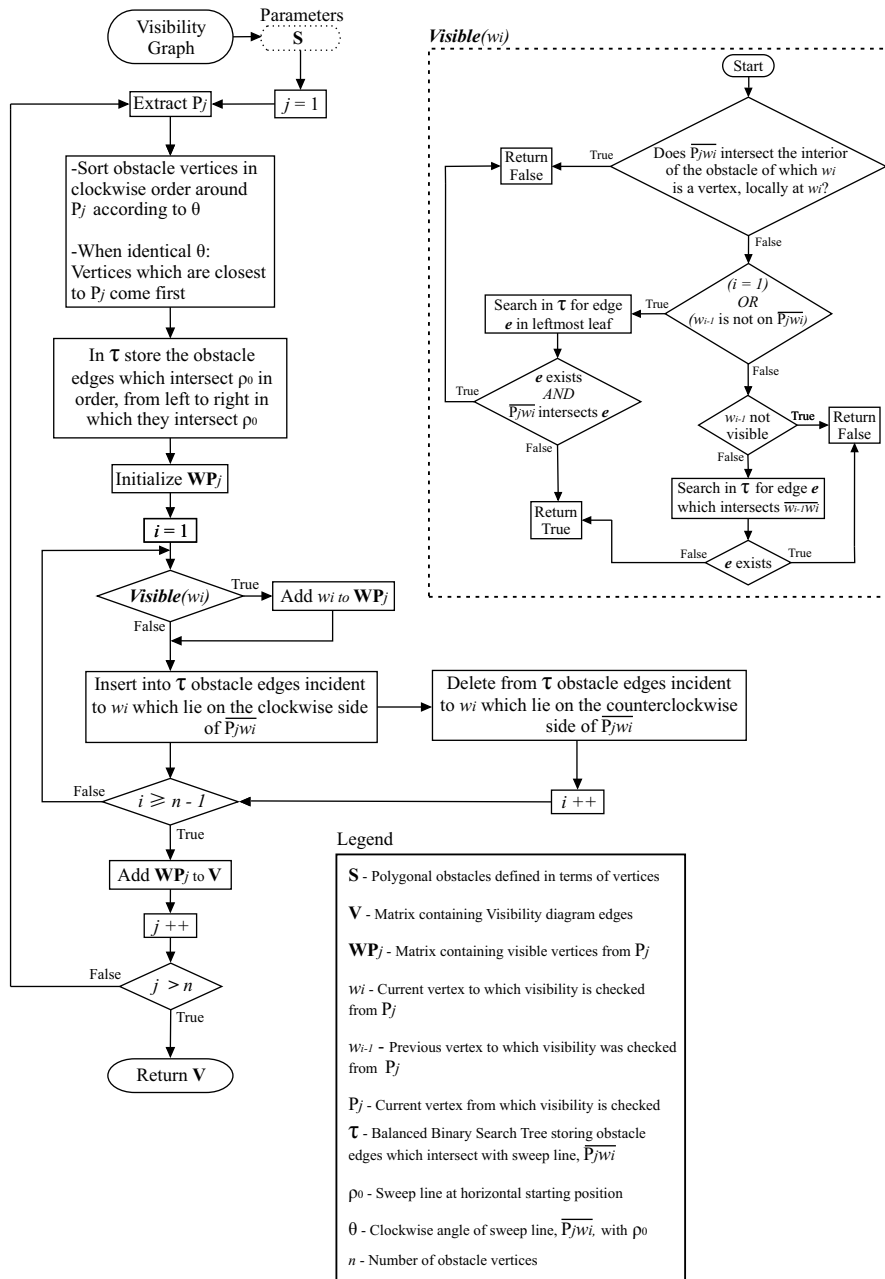 Visibility
Graph
Parameters
S
j = 1
Extract Pj
-Sort obstacle vertices in
clockwise order around
Pj according to θ
-When identical θ:
Vertices which are closest
to Pj come first
In τ store the obstacle
edges which intersect ρ0 in
order, from left to right in
which they intersect ρ0
Initialize WPj
i = 1
Visible(wi)
True
Add wi to WPj
False
Insert into τ obstacle edges incident
to wi which lie on the clockwise side
of Pjwi
Delete from τ obstacle edges incident
to wi which lie on the counterclockwise
side of Pjwi
i ++
i ⩾ n - 1
False
True
Add WPj to V
j ++
j > n
False
True
Return V
Visible(wi)
Start
Does Pjwi intersect the interior
of the obstacle of which wi
is a vertex, locally at wi?
True
Return
False
False
(i = 1)
OR
(wi-1 is not on Pjwi)
True
Search in τ for edge
e in leftmost leaf
False
e exists
AND
Pjwi intersects e
True
False
Return
True
wi-1 not
visible
True
Return
False
False
Search in τ for edge e
which intersects wi-1wi
e exists
False
True
Legend
S - Polygonal obstacles defined in terms of vertices
V - Matrix containing Visibility diagram edges
WPj - Matrix containing visible vertices from Pj
wi - Current vertex to which visibility is checked
from Pj
wi-1 - Previous vertex to which visibility was checked
from Pj
Pj - Current vertex from which visibility is checked
τ - Balanced Binary Search Tree storing obstacle
edges which intersect with sweep line, Pjwi
ρ0 - Sweep line at horizontal starting position
θ - Clockwise angle of sweep line, Pjwi, with ρ0
n - Number of obstacle vertices